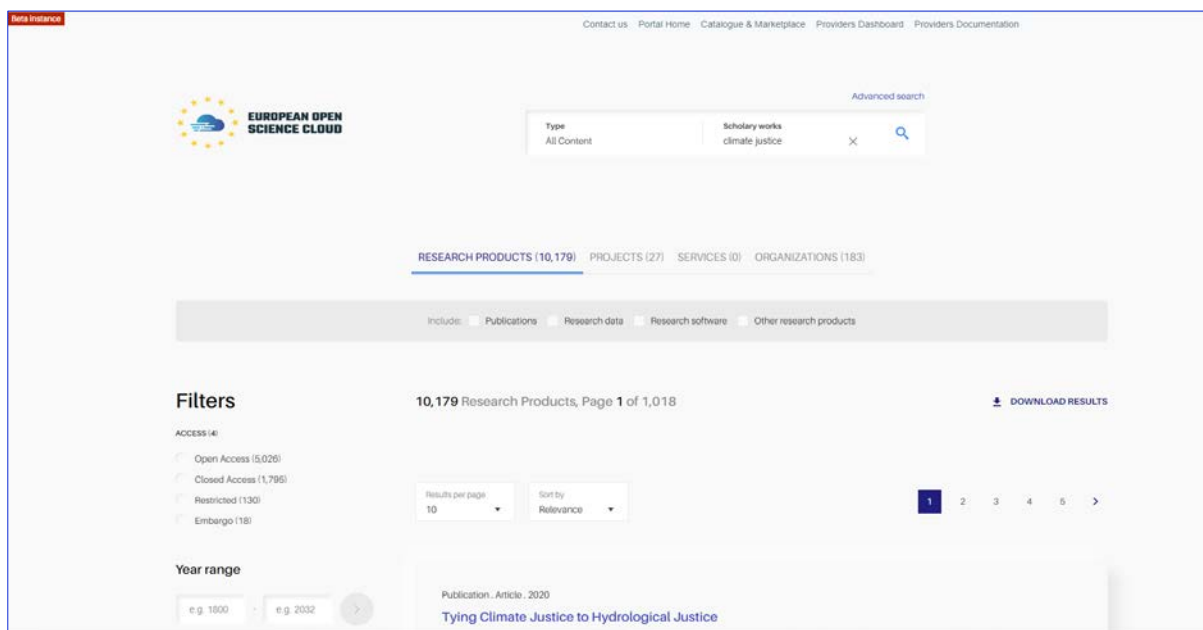 Beta instance
Contact us Portal Home Catalogue & Marketplace Providers Dashboard Providers Documentation
Advanced search
EUROPEAN OPEN
SCIENCE CLOUD
Type
All Content
Scholary works
climate justice
RESEARCH PRODUCTS (10,179) PROJECTS (27) SERVICES (0) ORGANIZATIONS (183)
Include: Publications Research data Research software Other research products
Filters
10,179 Research Products, Page 1 of 1,018
DOWNLOAD RESULTS
ACCESS (4)
Open Access (5,026)
Closed Access (1,795)
Restricted (130)
Embargo (18)
Results per page
10
Sort by
Relevance
1 2 3 4 5
Year range
e.g. 1800 - e.g. 2032
Publication . Article . 2020
Tying Climate Justice to Hydrological Justice